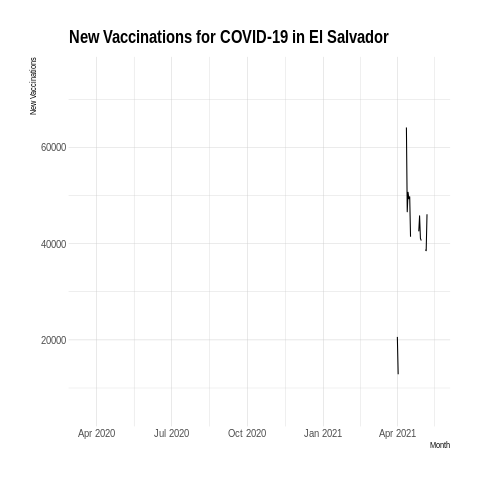 New Vaccinations for COVID-19 in El Salvador
New Vaccinations
60000
40000
20000
Apr 2020 Jul 2020 Oct 2020 Jan 2021 Apr 2021
Month